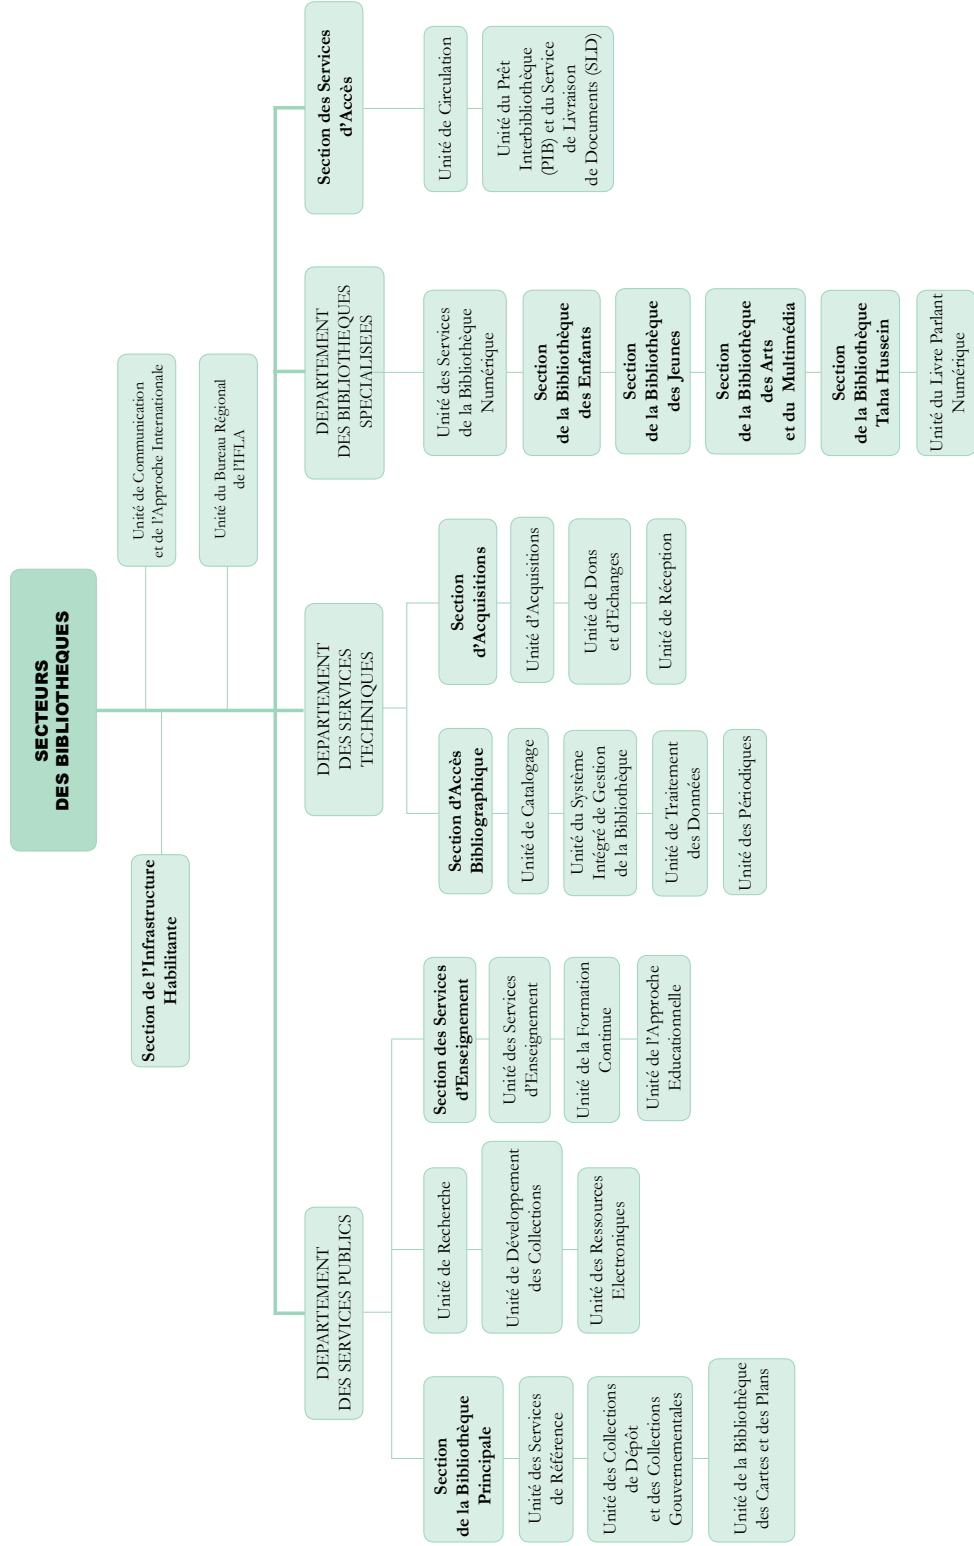 SECTEURS
DES BIBLIOTHEQUES
Section de l'Infrastructure
Habilitante
Unité de Communication
et de l'Approche Internationale
Unité du Bureau Régional
de l'IFLA
DEPARTEMENT
DES SERVICES PUBLICS
Section
de la Bibliothèque
Principale
Unité des Services
de Référence
Unité des Collections
de Dépôt
et des Collections
Gouvernementales
Unité de la Bibliothèque
des Cartes et des Plans
Unité de Recherche
Unité de Développement
des Collections
Unité des Ressources
Electroniques
Section des Services
d'Enseignement
Unité des Services
d'Enseignement
Unité de la Formation
Continue
Unité de l'Approche
Educationnelle
DEPARTEMENT
DES SERVICES
TECHNIQUES
Section d'Accès
Bibliographique
Unité de Catalogage
Unité du Système
Intégré de Gestion
de la Bibliothèque
Unité de Traitement
des Données
Unité des Périodiques
Section
d'Acquisitions
Unité d'Acquisitions
Unité de Dons
et d'Echanges
Unité de Réception
DEPARTEMENT
DES BIBLIOTHEQUES
SPECIALISEES
Unité des Services
de la Bibliothèque
Numérique
Section
de la Bibliothèque
des Enfants
Section
de la Bibliothèque
des Jeunes
Section
de la Bibliothèque
des Arts
et du Multimédia
Section
de la Bibliothèque
Taha Hussein
Unité du Livre Parlant
Numérique
Section des Services
d'Accès
Unité de Circulation
Unité du Prêt
Interbibliothèque
(PIB) et du Service
de Livraison
de Documents (SLD)